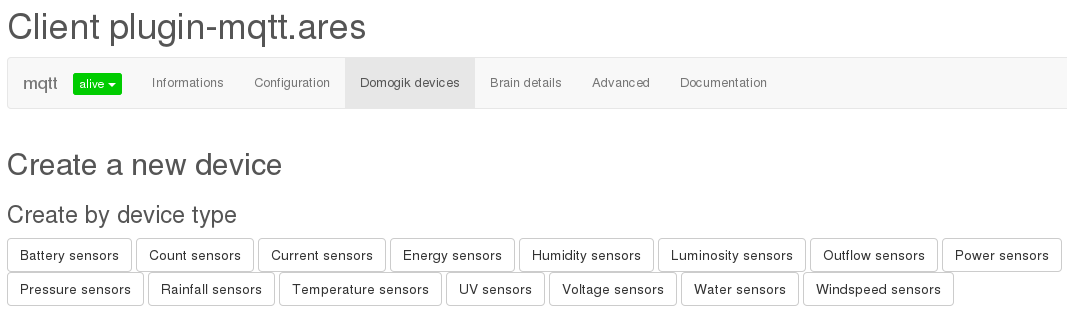 Client plugin-mqtt.ares
mqtt alive Informations Configuration Domogik devices Brain details Advanced Documentation
Create a new device
Create by device type
Battery sensors Count sensors Current sensors Energy sensors Humidity sensors Luminosity sensors Outflow sensors Power sensors
Pressure sensors Rainfall sensors Temperature sensors UV sensors Voltage sensors Water sensors Windspeed sensors